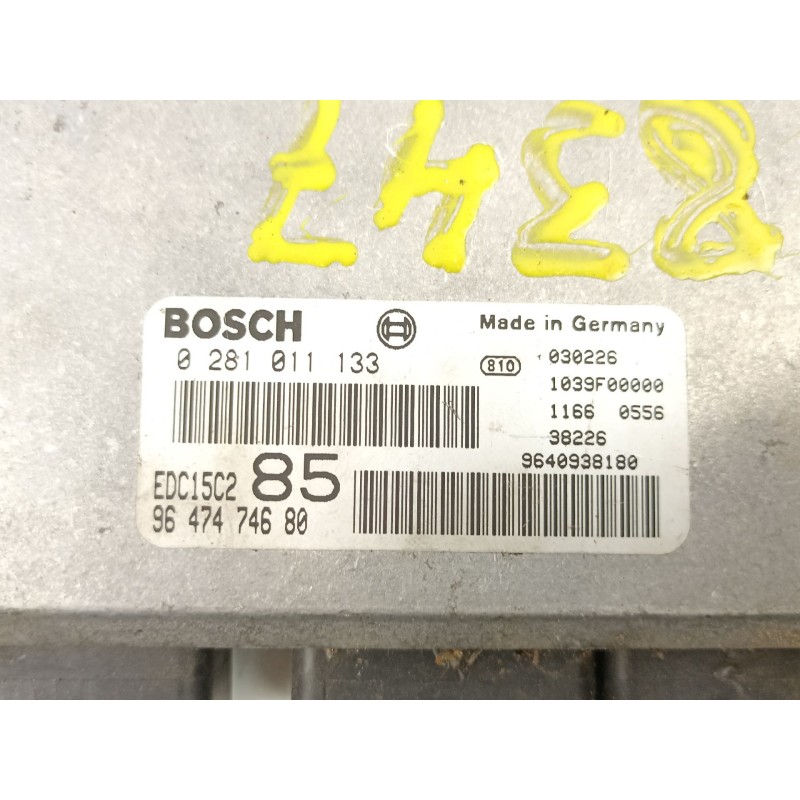 8347
BOSCH
Made in Germany
0 281 011 133
810
030226
1039F00000
1166 0556
38226
9640938180
EDC15C2 85
96 474 746 80